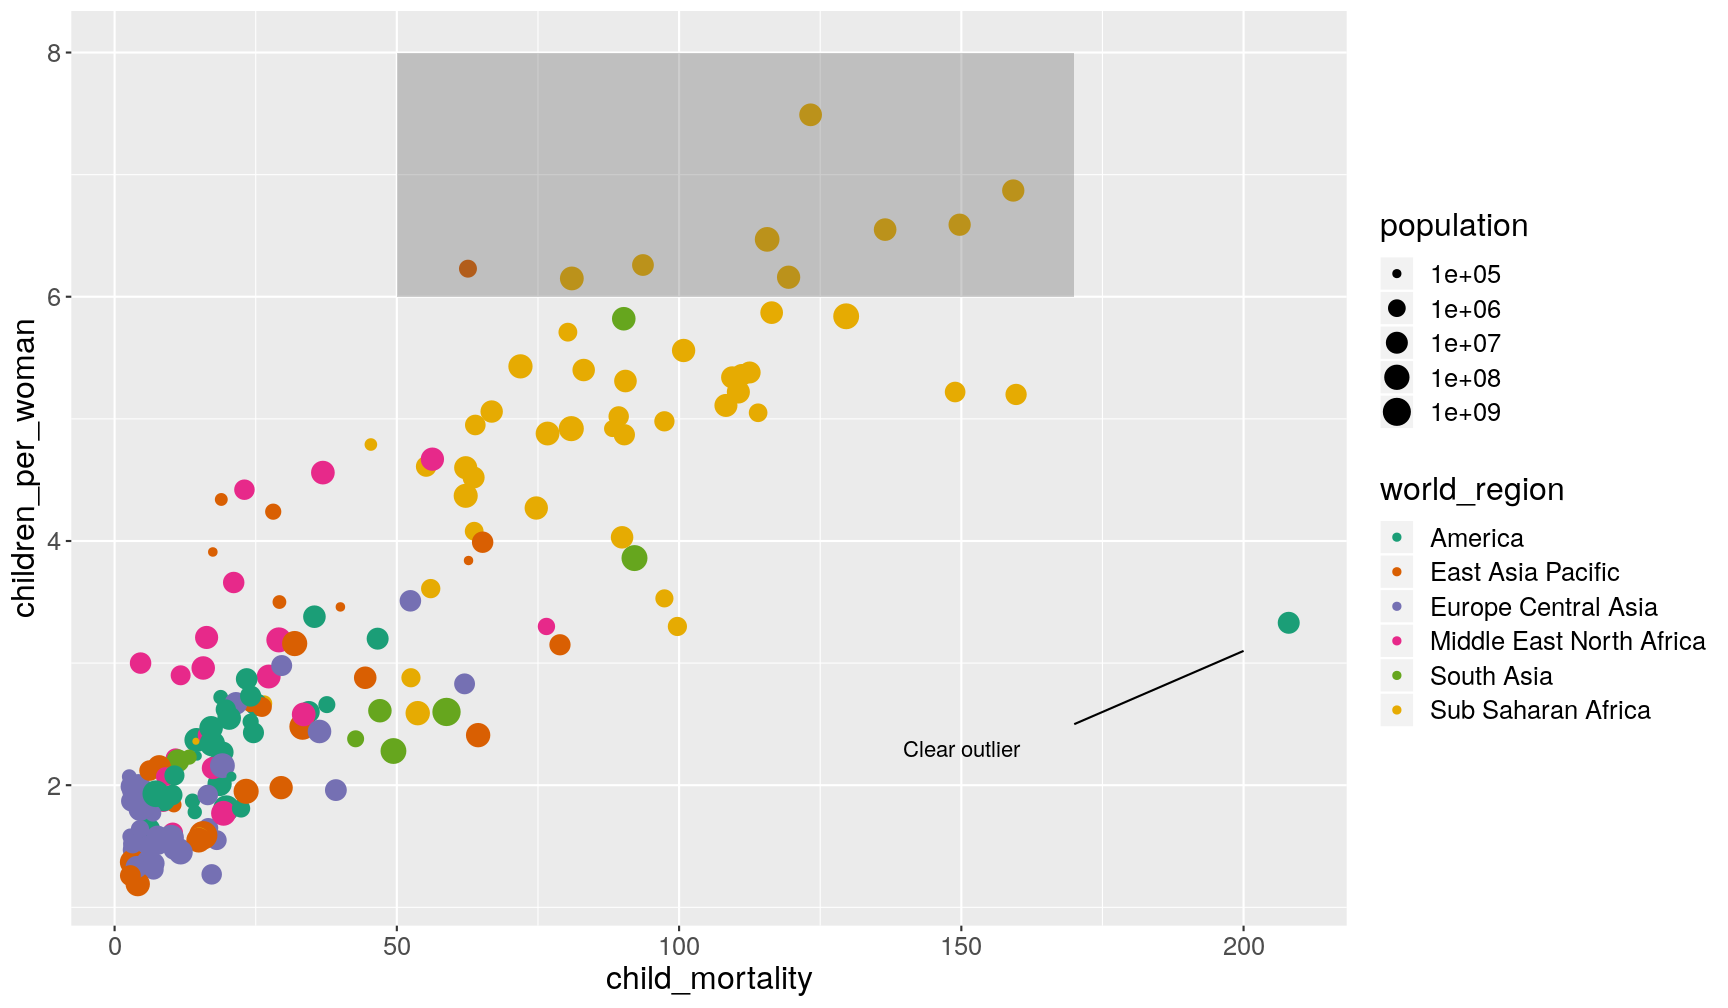 8
6
4
2
children_per_woman
0
50
100
150
200
child_mortality
Clear outlier
population
1e+05
1e+06
1e+07
1e+08
1e+09
world_region
America
East Asia Pacific
Europe Central Asia
Middle East North Africa
South Asia
Sub Saharan Africa